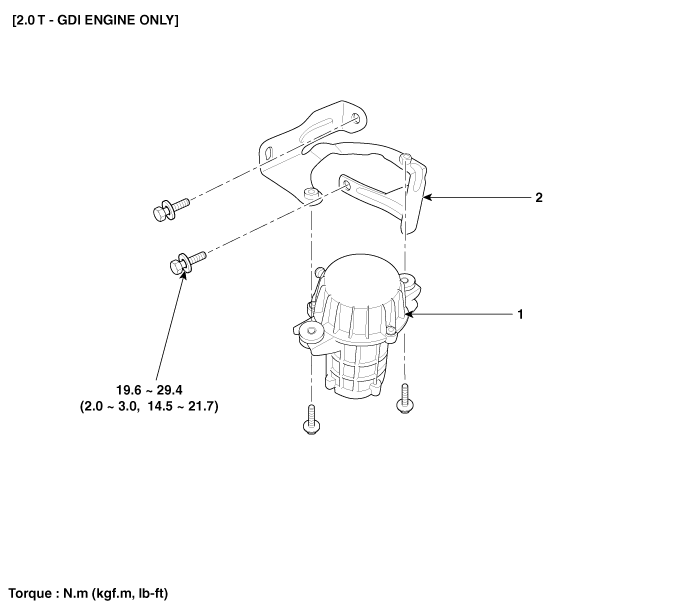 [2.0 T - GDI ENGINE ONLY]
2
1
19.6 ~ 29.4
(2.0 ~ 3.0, 14.5 ~ 21.7)
Torque : N.m (kgf.m, lb-ft)